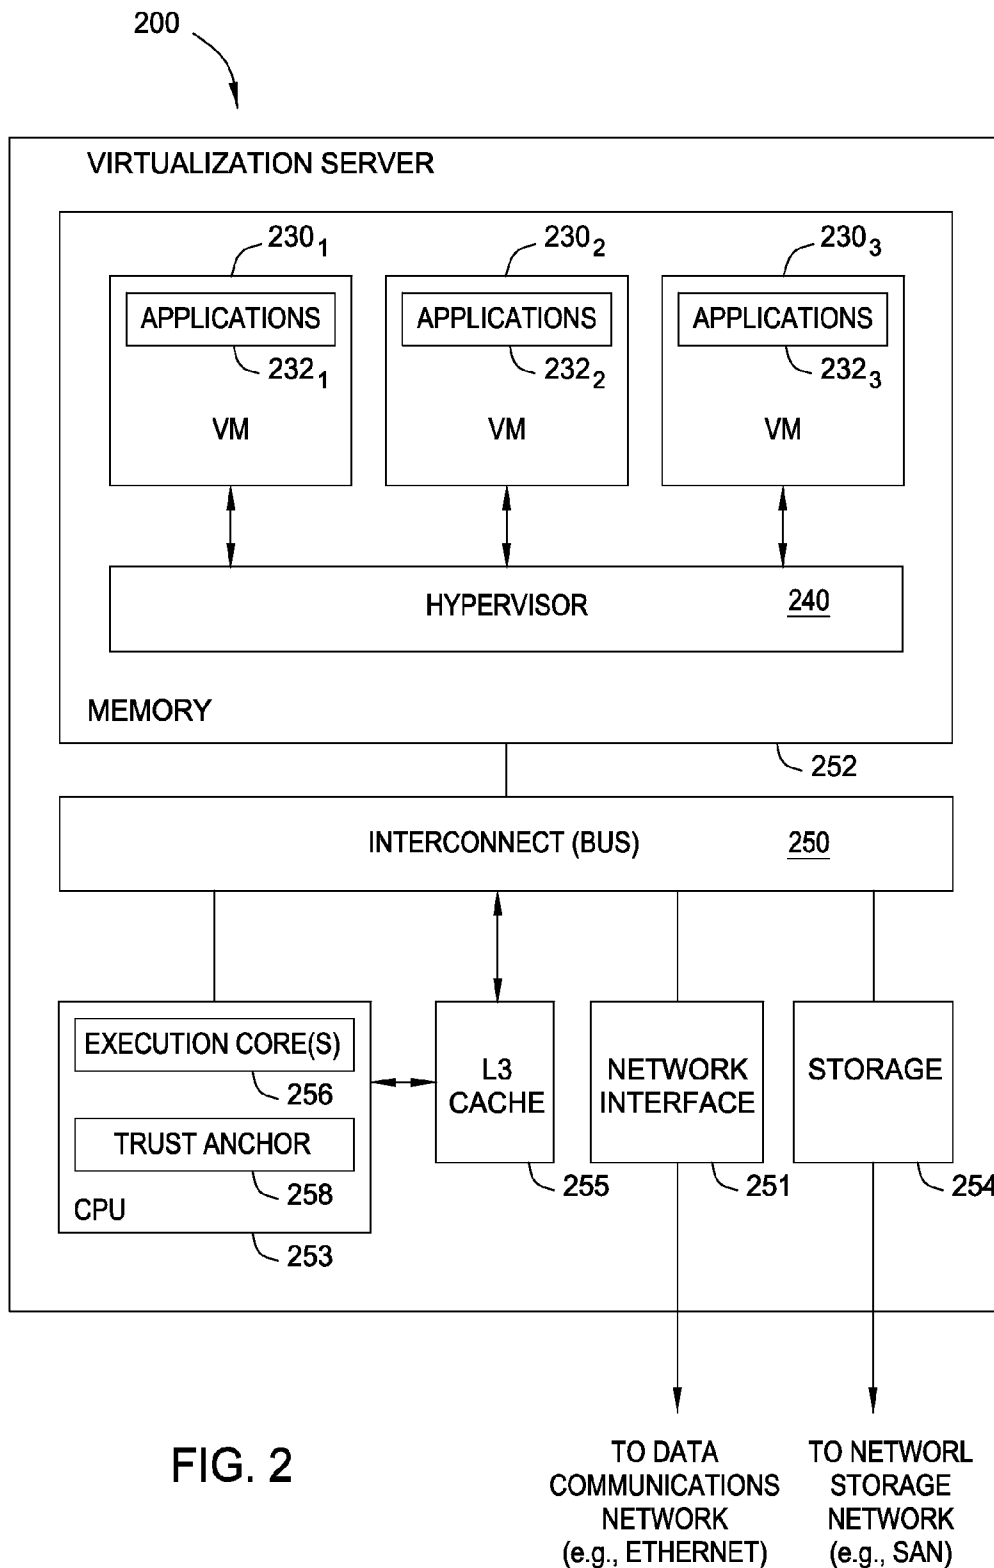 200
VIRTUALIZATION SERVER
230₁ 230₂ 230₃
APPLICATIONS APPLICATIONS APPLICATIONS
232₁ 232₂ 232₃
VM VM VM
HYPERVISOR 240
MEMORY
252
INTERCONNECT (BUS) 250
EXECUTION CORE(S)
256
TRUST ANCHOR
258
CPU
253
L3
CACHE
255
NETWORK
INTERFACE
251
STORAGE
254
FIG. 2
TO DATA
COMMUNICATIONS
NETWORK
(e.g., ETHERNET)
TO NETWORL
STORAGE
NETWORK
(e.g., SAN)